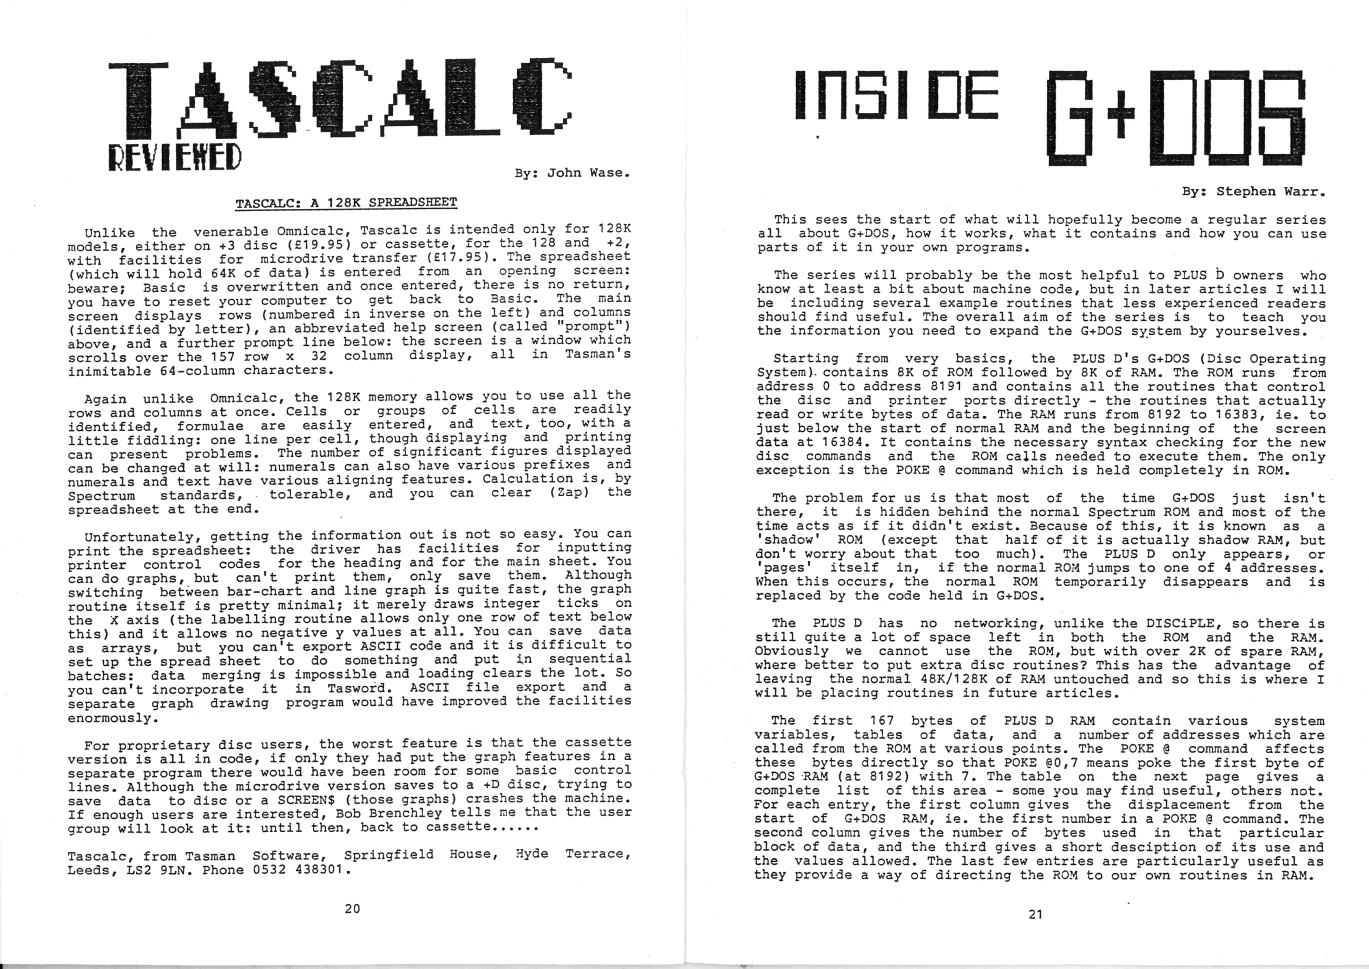 TASCALC
REVIEWED
By: John Wase.
TASCALC: A 128K SPREADSHEET
Unlike the venerable Omnicalc, Tascalc is intended only for 128K
models, either on +3 disc (£19.95) or cassette, for the 128 and +2,
with facilities for microdrive transfer (£17.95). The spreadsheet
(which will hold 64K of data) is entered from an opening screen:
beware; Basic is overwritten and once entered, there is no return,
you have to reset your computer to get back to Basic. The main
screen displays rows (numbered in inverse on the left) and columns
(identified by letter), an abbreviated help screen (called "prompt")
above, and a further prompt line below: the screen is a window which
scrolls over the 157 row x 32 column display, all in Tasman's
inimitable 64-column characters.
Again unlike Omnicalc, the 128K memory allows you to use all the
rows and columns at once. Cells or groups of cells are readily
identified, formulae are easily entered, and text, too, with a
little fiddling: one line per cell, though displaying and printing
can present problems. The number of significant figures displayed
can be changed at will: numerals can also have various prefixes and
numerals and text have various aligning features. Calculation is, by
Spectrum standards, tolerable, and you can clear (Zap) the
spreadsheet at the end.
Unfortunately, getting the information out is not so easy. You can
print the spreadsheet: the driver has facilities for inputting
printer control codes for the heading and for the main sheet. You
can do graphs, but can't print them, only save them. Although
switching between bar-chart and line graph is quite fast, the graph
routine itself is pretty minimal; it merely draws integer ticks on
the X axis (the labelling routine allows only one row of text below
this) and it allows no negative y values at all. You can save data
as arrays, but you can't export ASCII code and it is difficult to
set up the spread sheet to do something and put in sequential
batches: data merging is impossible and loading clears the lot. So
you can't incorporate it in Tasword. ASCII file export and a
separate graph drawing program would have improved the facilities
enormously.
For proprietary disc users, the worst feature is that the cassette
version is all in code, if only they had put the graph features in a
separate program there would have been room for some basic control
lines. Although the microdrive version saves to a +D disc, trying to
save data to disc or a SCREEN$ (those graphs) crashes the machine.
If enough users are interested, Bob Brenchley tells me that the user
group will look at it: until then, back to cassette......
Tascalc, from Tasman Software, Springfield House, Hyde Terrace,
Leeds, LS2 9LN. Phone 0532 438301.
20
INSIDE G+DOS
By: Stephen Warr.
This sees the start of what will hopefully become a regular series
all about G+DOS, how it works, what it contains and how you can use
parts of it in your own programs.
The series will probably be the most helpful to PLUS D owners who
know at least a bit about machine code, but in later articles I will
be including several example routines that less experienced readers
should find useful. The overall aim of the series is to teach you
the information you need to expand the G+DOS system by yourselves.
Starting from very basics, the PLUS D's G+DOS (Disc Operating
System). contains 8K of ROM followed by 8K of RAM. The ROM runs from
address 0 to address 8191 and contains all the routines that control
the disc and printer ports directly - the routines that actually
read or write bytes of data. The RAM runs from 8192 to 16383, ie. to
just below the start of normal RAM and the beginning of the screen
data at 16384. It contains the necessary syntax checking for the new
disc commands and the ROM calls needed to execute them. The only
exception is the POKE @ command which is held completely in ROM.
The problem for us is that most of the time G+DOS just isn't
there, it is hidden behind the normal Spectrum ROM and most of the
time acts as if it didn't exist. Because of this, it is known as a
'shadow' ROM (except that half of it is actually shadow RAM, but
don't worry about that too much). The PLUS D only appears, or
'pages' itself in, if the normal ROM jumps to one of 4 addresses.
When this occurs, the normal ROM temporarily disappears and is
replaced by the code held in G+DOS.
The PLUS D has no networking, unlike the DISCiPLE, so there is
still quite a lot of space left in both the ROM and the RAM.
Obviously we cannot use the ROM, but with over 2K of spare RAM,
where better to put extra disc routines? This has the advantage of
leaving the normal 48K/128K of RAM untouched and so this is where I
will be placing routines in future articles.
The first 167 bytes of PLUS D RAM contain various system
variables, tables of data, and a number of addresses which are
called from the ROM at various points. The POKE @ command affects
these bytes directly so that POKE @0,7 means poke the first byte of
G+DOS RAM (at 8192) with 7. The table on the next page gives a
complete list of this area - some you may find useful, others not.
For each entry, the first column gives the displacement from the
start of G+DOS RAM, ie. the first number in a POKE @ command. The
second column gives the number of bytes used in that particular
block of data, and the third gives a short desciption of its use and
the values allowed. The last few entries are particularly useful as
they provide a way of directing the ROM to our own routines in RAM.
21